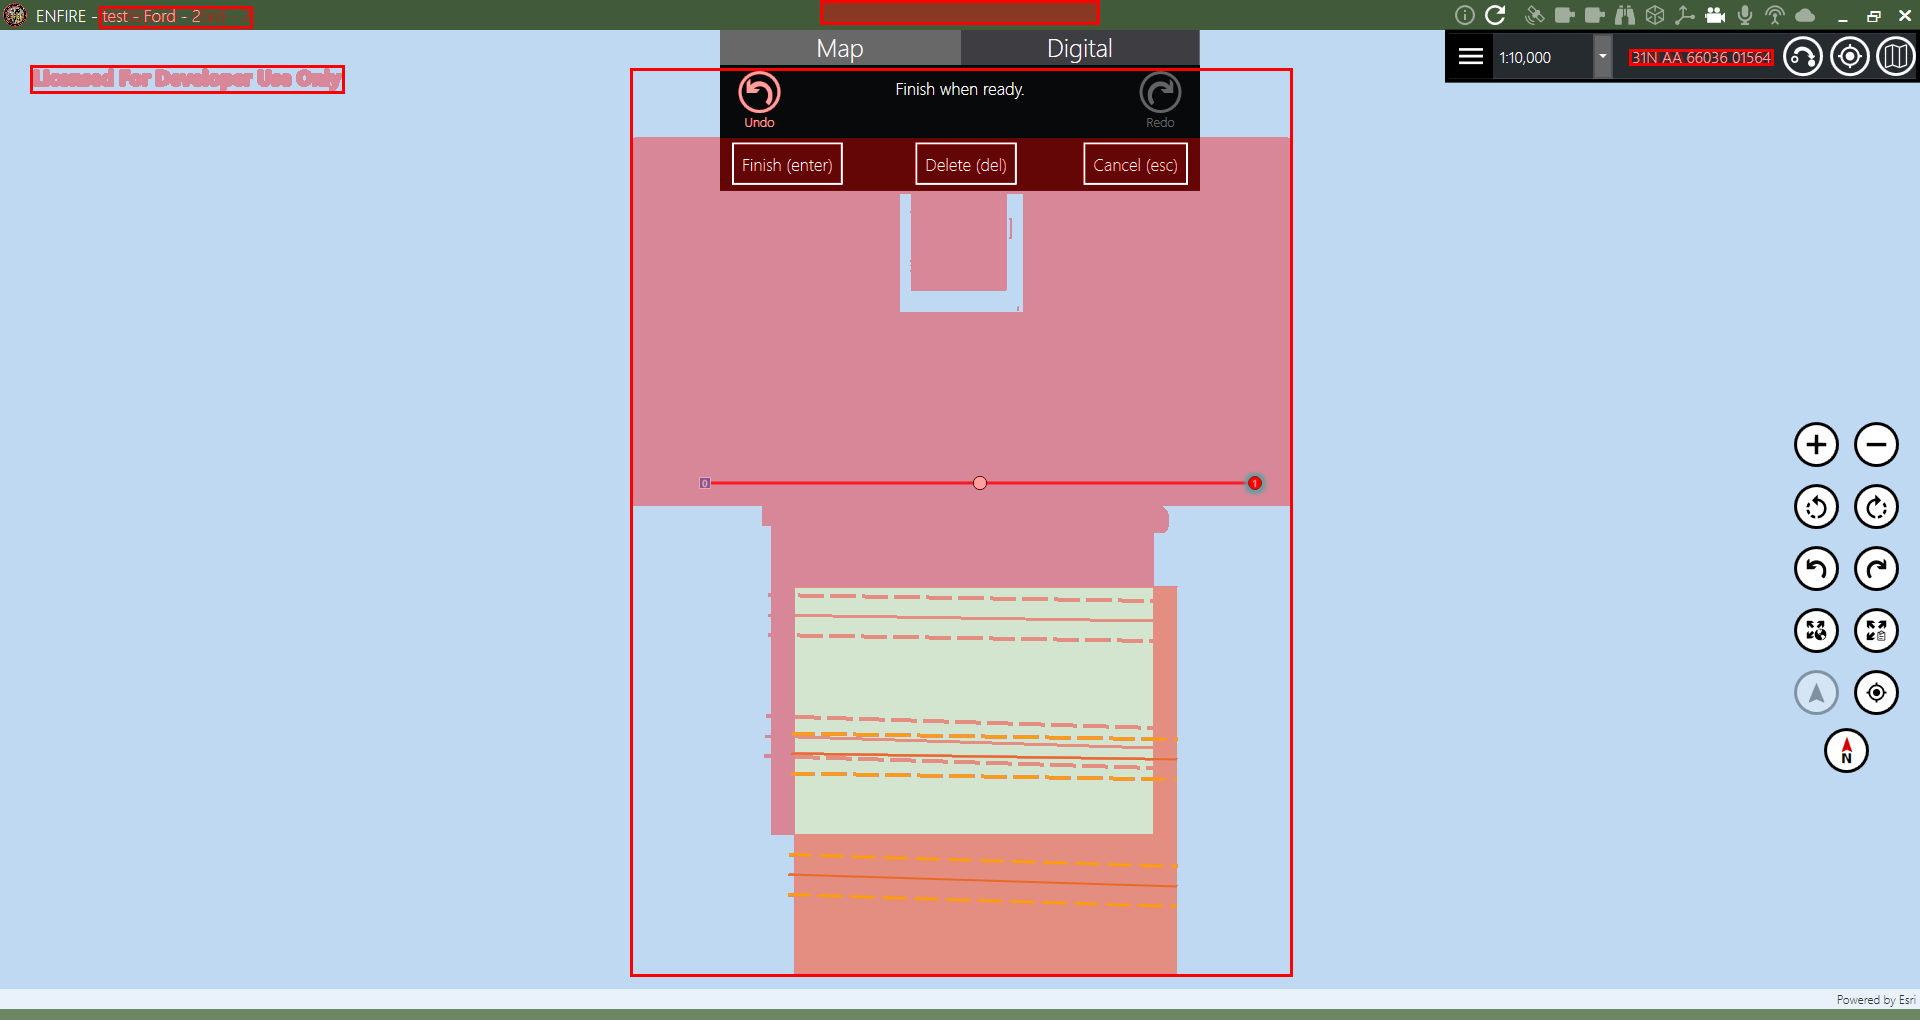 ENFIRE - test - Ford - 2
Map
Digital
1:10,000
31N AA 66036 01564
Licensed For Developer Use Only
Finish when ready.
Undo
Redo
Finish (enter)
Delete (del)
Cancel (esc)
0
1
N
Powered by Esri